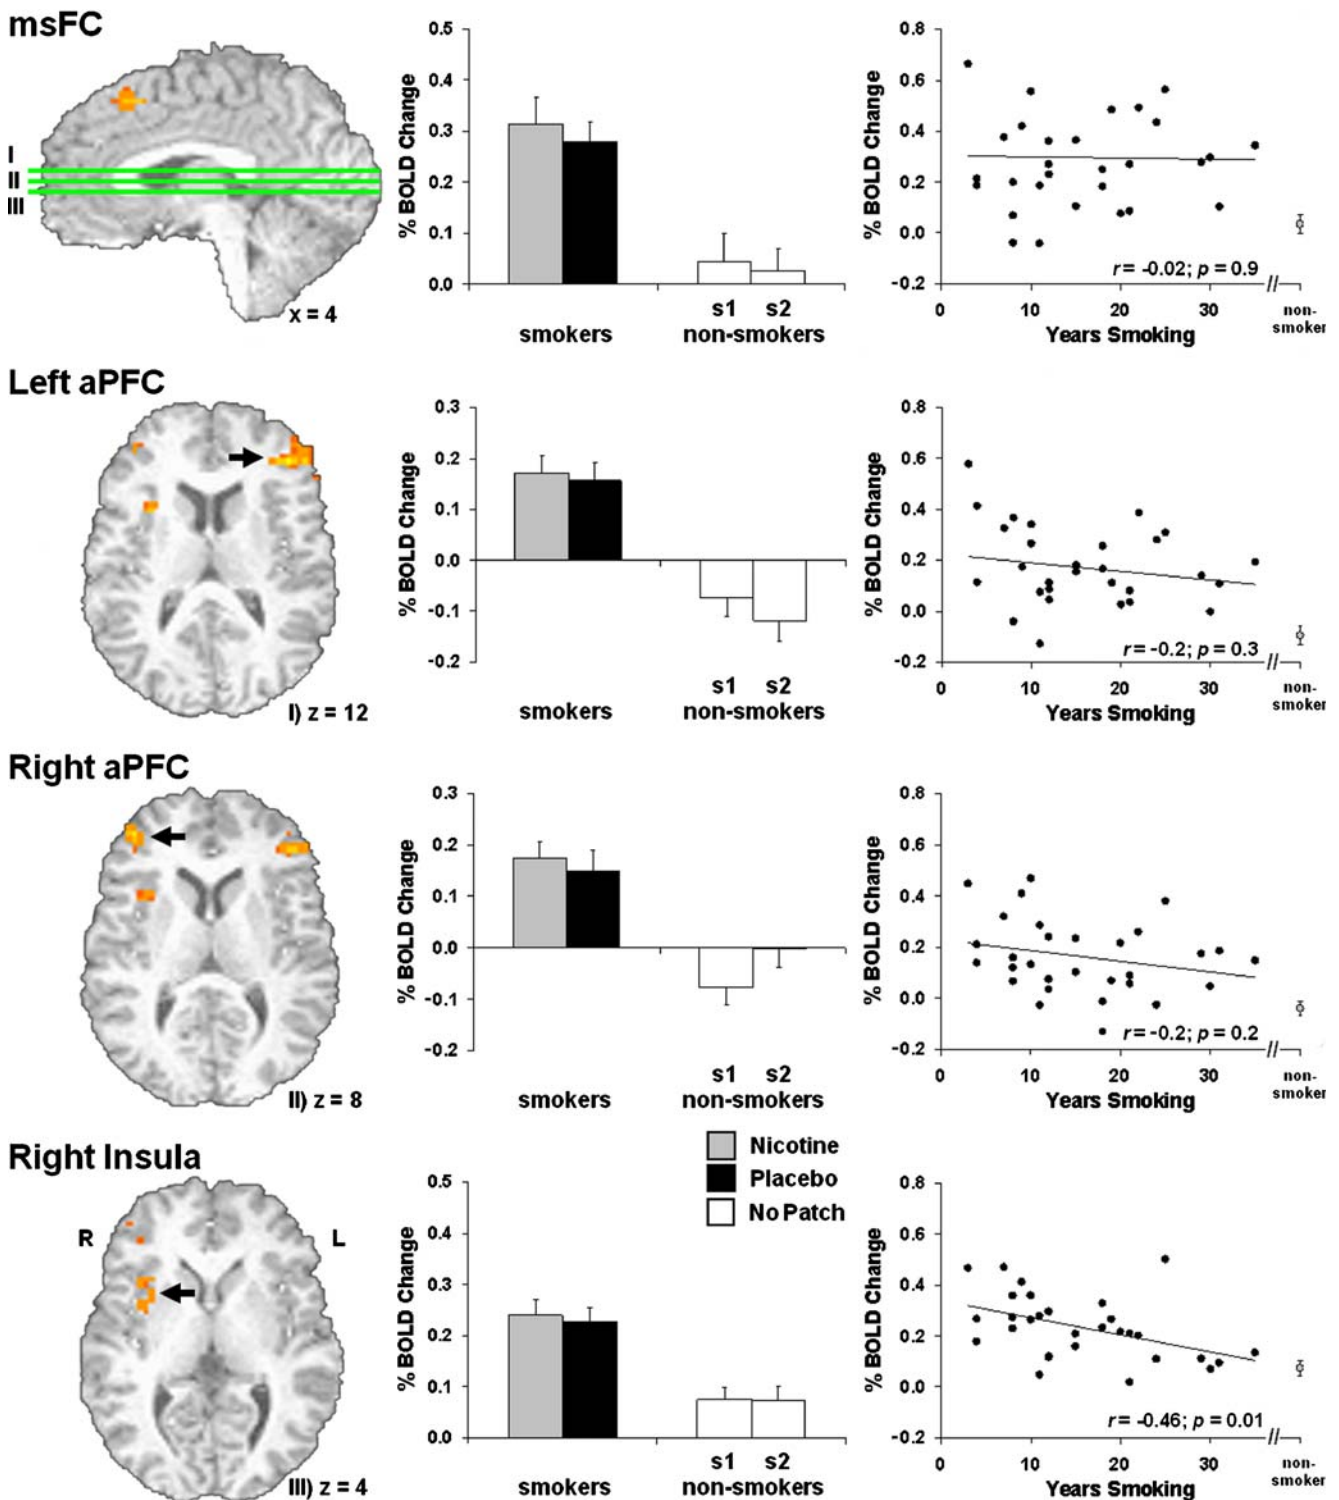 msFC
I
II
III
x = 4
0.5
0.4
0.3
0.2
0.1
0.0
% BOLD Change
s1 s2
smokers non-smokers
0.8
0.6
0.4
0.2
0.0
-0.2
% BOLD Change
r = -0.02; p = 0.9
0 10 20 30
Years Smoking
non-
smoker
Left aPFC
I) z = 12
0.3
0.2
0.1
0.0
-0.1
-0.2
% BOLD Change
s1 s2
smokers non-smokers
0.8
0.6
0.4
0.2
0.0
-0.2
% BOLD Change
r = -0.2; p = 0.3
0 10 20 30
Years Smoking
non-
smoker
Right aPFC
II) z = 8
0.3
0.2
0.1
0.0
-0.1
-0.2
% BOLD Change
s1 s2
smokers non-smokers
0.8
0.6
0.4
0.2
0.0
-0.2
% BOLD Change
r = -0.2; p = 0.2
0 10 20 30
Years Smoking
non-
smoker
Right Insula
R L
III) z = 4
Nicotine
Placebo
No Patch
0.5
0.4
0.3
0.2
0.1
0.0
% BOLD Change
s1 s2
smokers non-smokers
0.8
0.6
0.4
0.2
0.0
-0.2
% BOLD Change
r = -0.46; p = 0.01
0 10 20 30
Years Smoking
non-
smoker